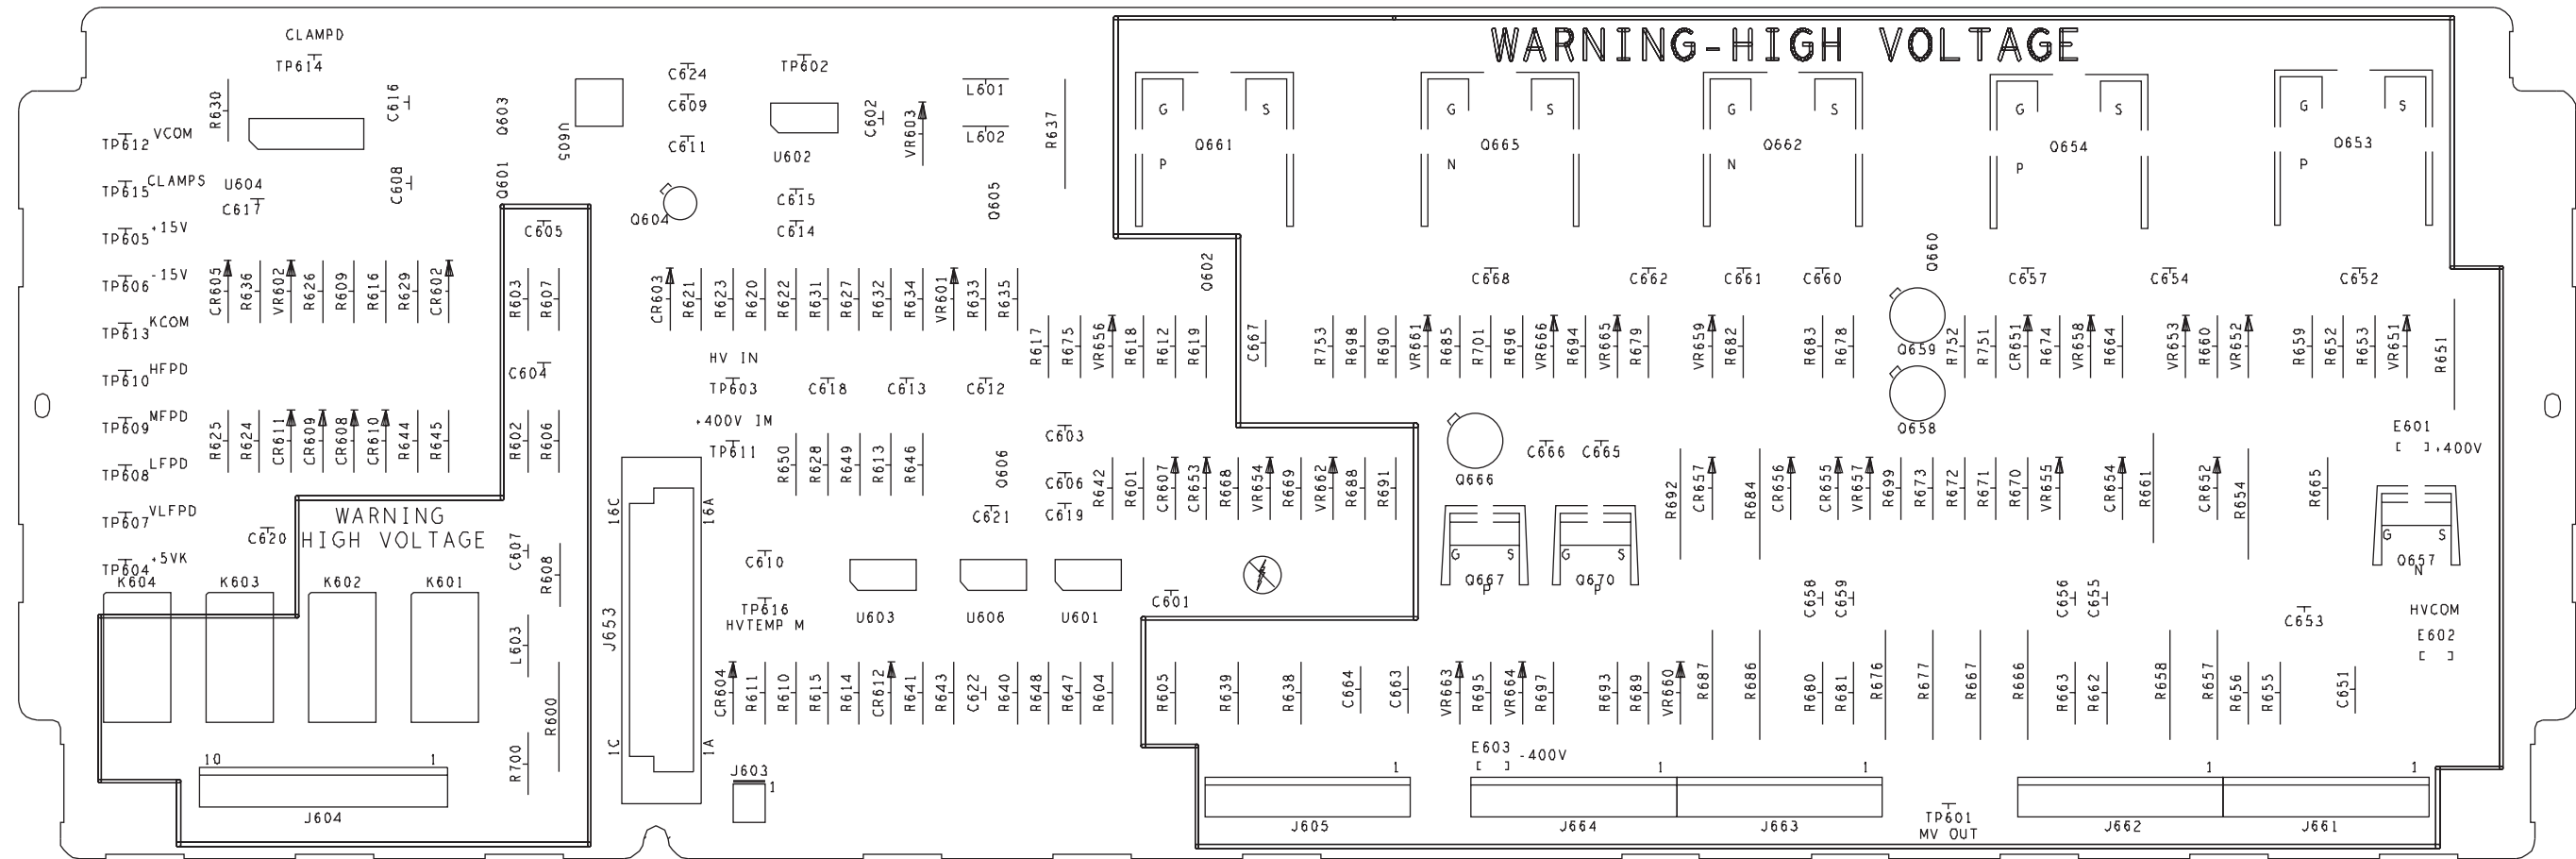 WARNING-HIGH VOLTAGE
CLAMPD
TP614
C616
R630
Q603
U605
C624
C609
C611
TP602
U602
C602
VR603
L601
L602
R637
G S
Q661
P
G S
Q665
N
G S
Q662
N
G S
Q654
P
G S
Q653
P
TP612 VCOM
TP615 CLAMPS
U604
C617
C608
Q601
Q604
C615
C614
Q605
TP605 +15V
C605
TP606 -15V
CR605
R636
VR602
R626
R609
R616
R629
CR602
R603
R607
CR603
R621
R623
R620
R622
R631
R627
R632
R634
VR601
R633
R635
Q602
C668
C662
C661
C660
Q660
C657
C654
C652
TP613 KCOM
R617
R675
VR656
R618
R612
R619
C667
R753
R698
R690
VR661
R685
R701
R696
VR666
R694
VR665
R679
VR659
R682
R683
R678
Q659
R752
R751
CR651
R674
VR658
R664
VR653
R660
VR652
R659
R652
R653
VR651
R651
HV IN
TP603
C618
C613
C612
TP610 HFPD
C604
TP609 MFPD
+400V IM
TP611
R625
R624
CR611
CR609
CR608
CR610
R644
R645
R602
R606
R650
R628
R649
R613
R646
Q606
C603
C606
C619
C621
R642
R601
CR607
CR653
R668
VR654
R669
VR662
R688
R691
Q666
C666
C665
Q658
E601
+400V
TP608 LFPD
R692
CR657
R684
CR656
CR655
VR657
R699
R673
R672
R671
R670
VR655
CR654
R661
CR652
R654
R665
TP607 VLFPD
C620
WARNING
HIGH VOLTAGE
C607
R608
16C
16A
J653
1C
1A
C610
TP616
HVTEMP M
U603
U606
U601
C601
G S
Q667
P
G S
Q670
P
G S
Q657
N
TP604 +5VK
K604
K603
K602
K601
L603
R600
R700
C658
C659
C656
C655
C653
HVCOM
E602
CR604
R611
R610
R615
R614
CR612
R641
R643
C622
R640
R648
R647
R604
R605
R639
R638
C664
C663
VR663
R695
VR664
R697
R693
R689
VR660
R687
R686
R680
R681
R676
R677
R667
R666
R663
R662
R658
R657
R656
R655
C651
E603
-400V
10 1
J604
J603
1
1
J605
1
J664
1
J663
TP601
MV OUT
1
J662
1
J661